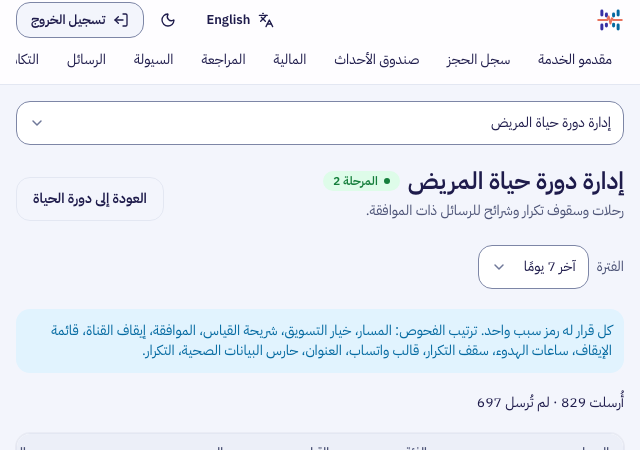 English
تسجيل الخروج
مقدمو الخدمة
سجل الحجز
صندوق الأحداث
المالية
المراجعة
السيولة
الرسائل
إدارة دورة حياة المريض
إدارة دورة حياة المريض
المرحلة 2
رحلات وسقوف تكرار وشرائح للرسائل ذات الموافقة.
العودة إلى دورة الحياة
الفترة
آخر 7 يومًا
كل قرار له رمز سبب واحد. ترتيب الفحوص: المسار، خيار التسويق، شريحة القياس، الموافقة، إيقاف القناة، قائمة
الإيقاف، ساعات الهدوء، سقف التكرار، قالب واتساب، العنوان، حارس البيانات الصحية، التكرار.
أُرسلت 829 · لم تُرسل 697